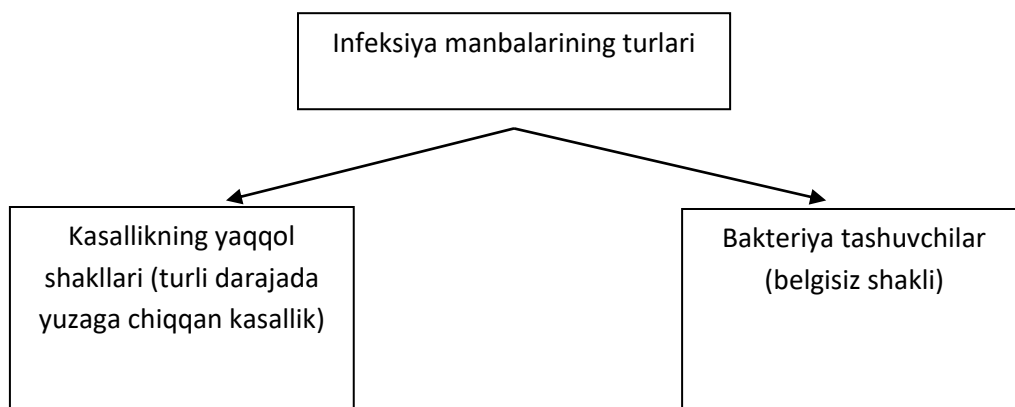 Infeksiya manbalarining turlari
Kasallikning yaqqol
shakllari (turli darajada
yuzaga chiqqan kasallik)
Bakteriya tashuvchilar
(belgisiz shakli)